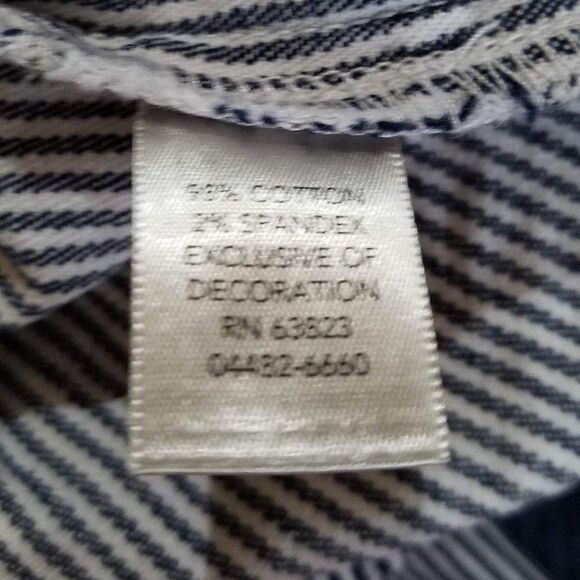 98% COTTON
2% SPANDEX
EXCLUSIVE OF
DECORATION
RN 63823
04482-6660